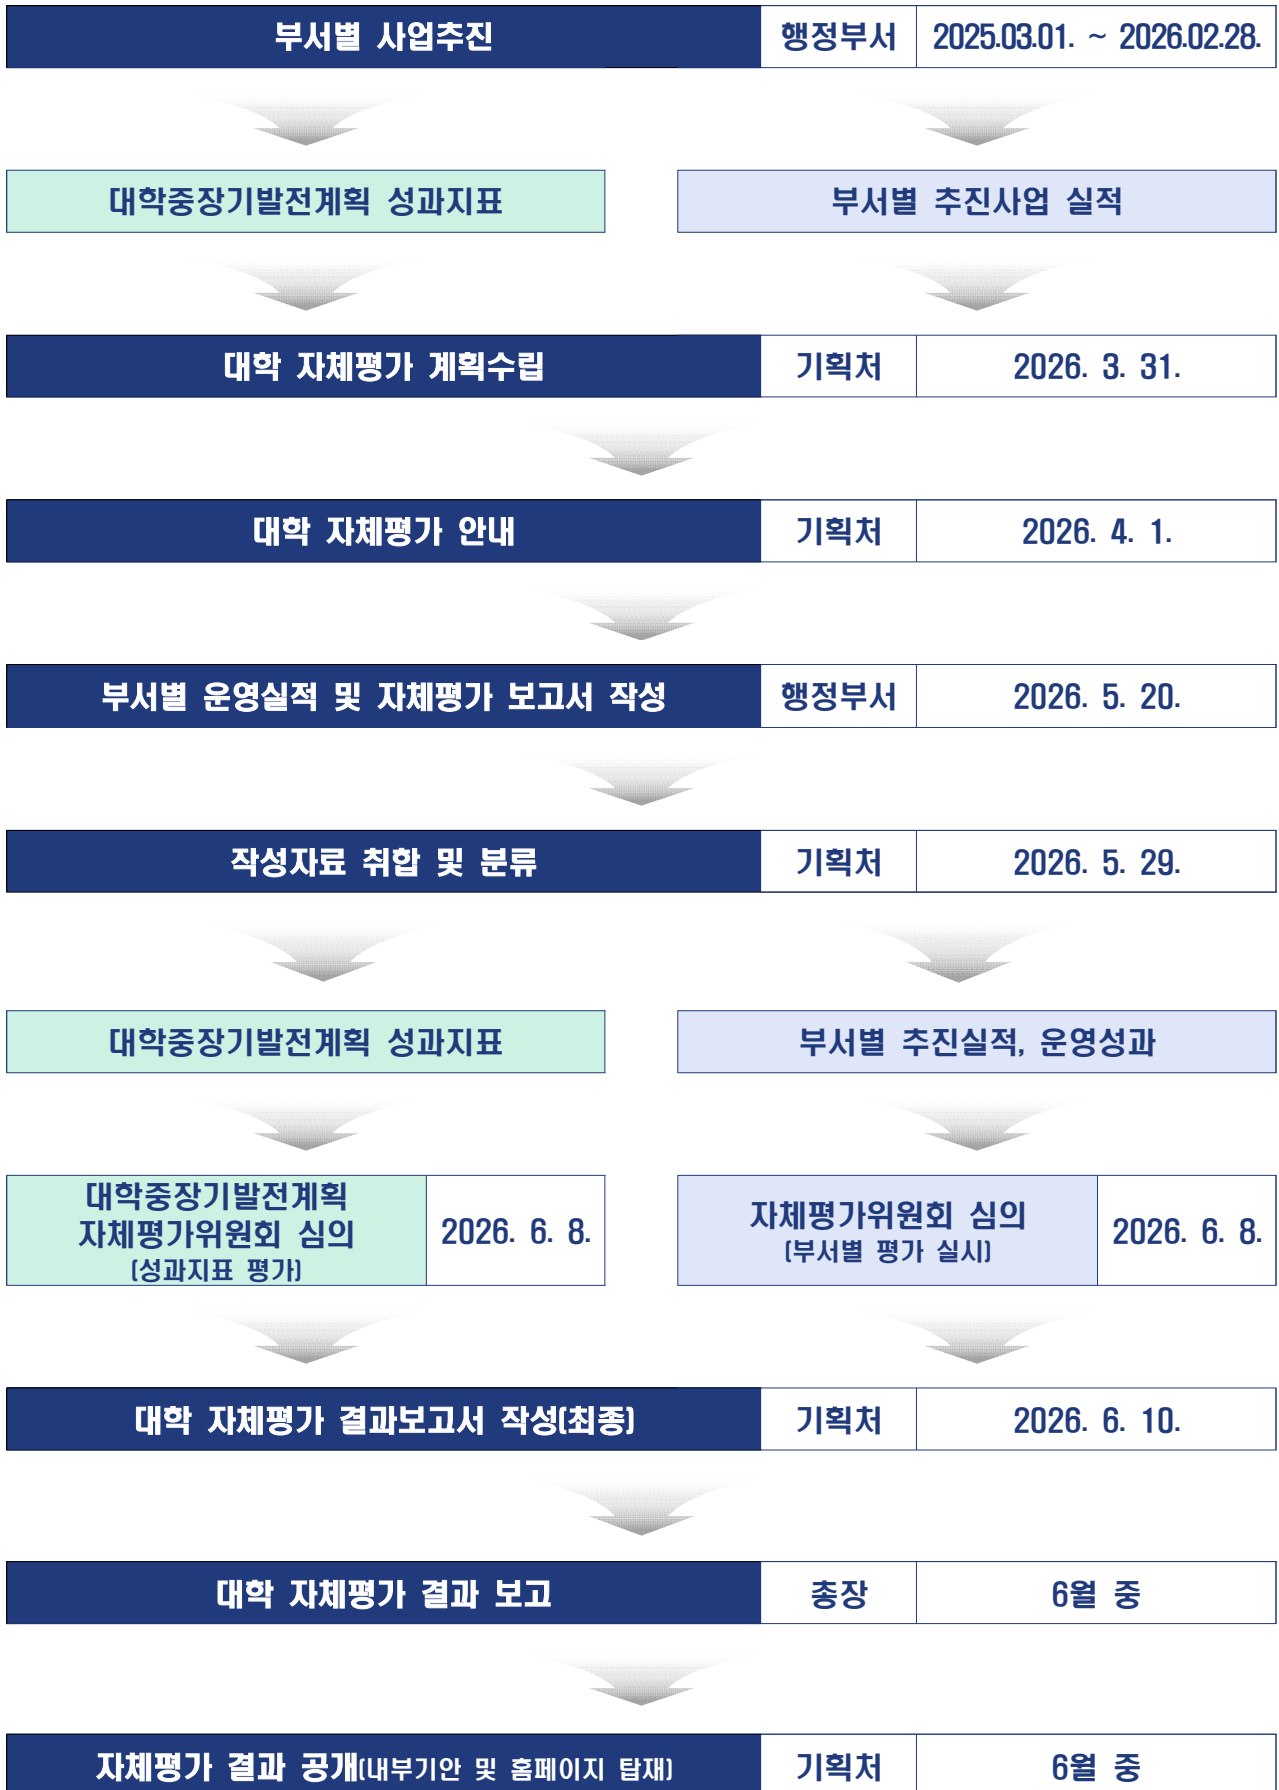 부서별 사업추진 행정부서 2025.03.01. ~ 2026.02.28.
대학중장기발전계획 성과지표 부서별 추진사업 실적
대학 자체평가 계획수립 기획처 2026. 3. 31.
대학 자체평가 안내 기획처 2026. 4. 1.
부서별 운영실적 및 자체평가 보고서 작성 행정부서 2026. 5. 20.
작성자료 취합 및 분류 기획처 2026. 5. 29.
대학중장기발전계획 성과지표 부서별 추진실적, 운영성과
대학중장기발전계획
자체평가위원회 심의
(성과지표 평가)
2026. 6. 8.
자체평가위원회 심의
(부서별 평가 실시)
2026. 6. 8.
대학 자체평가 결과보고서 작성(최종) 기획처 2026. 6. 10.
대학 자체평가 결과 보고 총장 6월 중
자체평가 결과 공개(내부기안 및 홈페이지 탑재) 기획처 6월 중